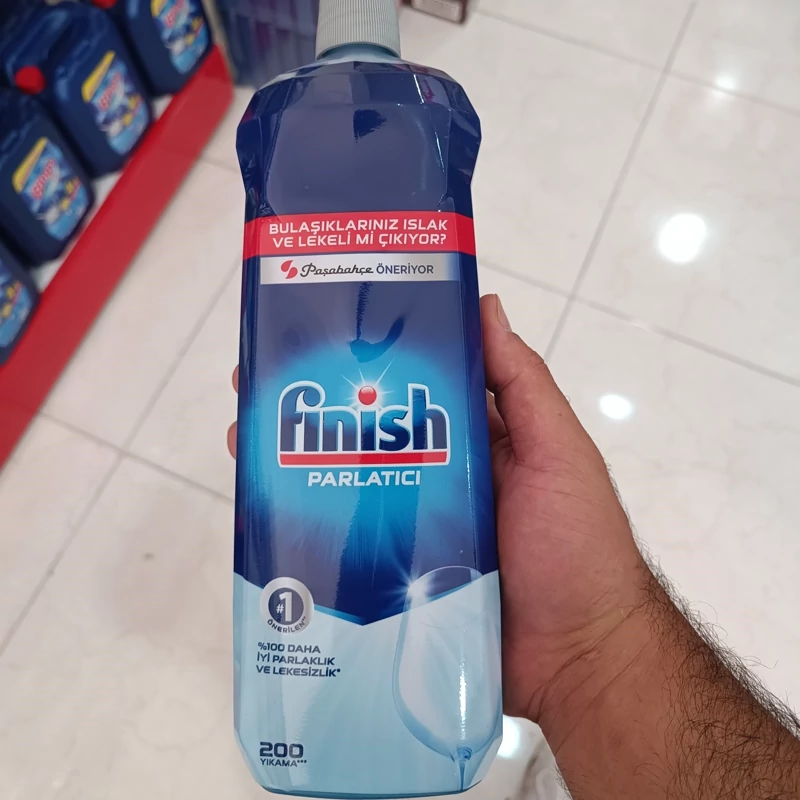 BULAŞIKLARINIZ ISLAK
VE LEKELİ Mİ ÇIKIYOR?
Paşabahçe ÖNERİYOR
finish
PARLATICI
#1
ÖNERİLEN**
%100 DAHA
İYİ PARLAKLIK
VE LEKESİZLİK*
200
YIKAMA***